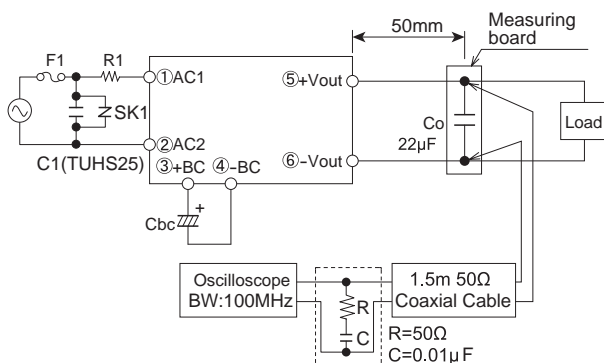 Measuring
board
50mm
F1
R1
①AC1
⑤+Vout
SK1
Co
22μF
Load
②AC2
⑥−Vout
C1(TUHS25)
③+BC
④−BC
+
Cbc
Oscilloscope
BW:100MHz
R
C
1.5m 50Ω
Coaxial Cable
R=50Ω
C=0.01μF